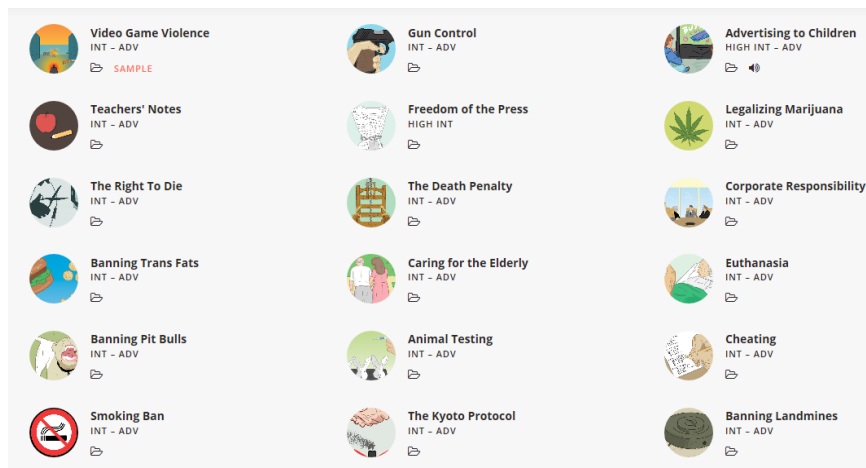 Video Game Violence
INT – ADV
SAMPLE
Gun Control
INT – ADV
Advertising to Children
HIGH INT – ADV
Teachers' Notes
INT – ADV
Freedom of the Press
HIGH INT
Legalizing Marijuana
INT – ADV
The Right To Die
INT – ADV
The Death Penalty
INT – ADV
Corporate Responsibility
INT – ADV
Banning Trans Fats
INT – ADV
Caring for the Elderly
INT – ADV
Euthanasia
INT – ADV
Banning Pit Bulls
INT – ADV
Animal Testing
INT – ADV
Cheating
INT – ADV
Smoking Ban
INT – ADV
The Kyoto Protocol
INT – ADV
Banning Landmines
INT – ADV